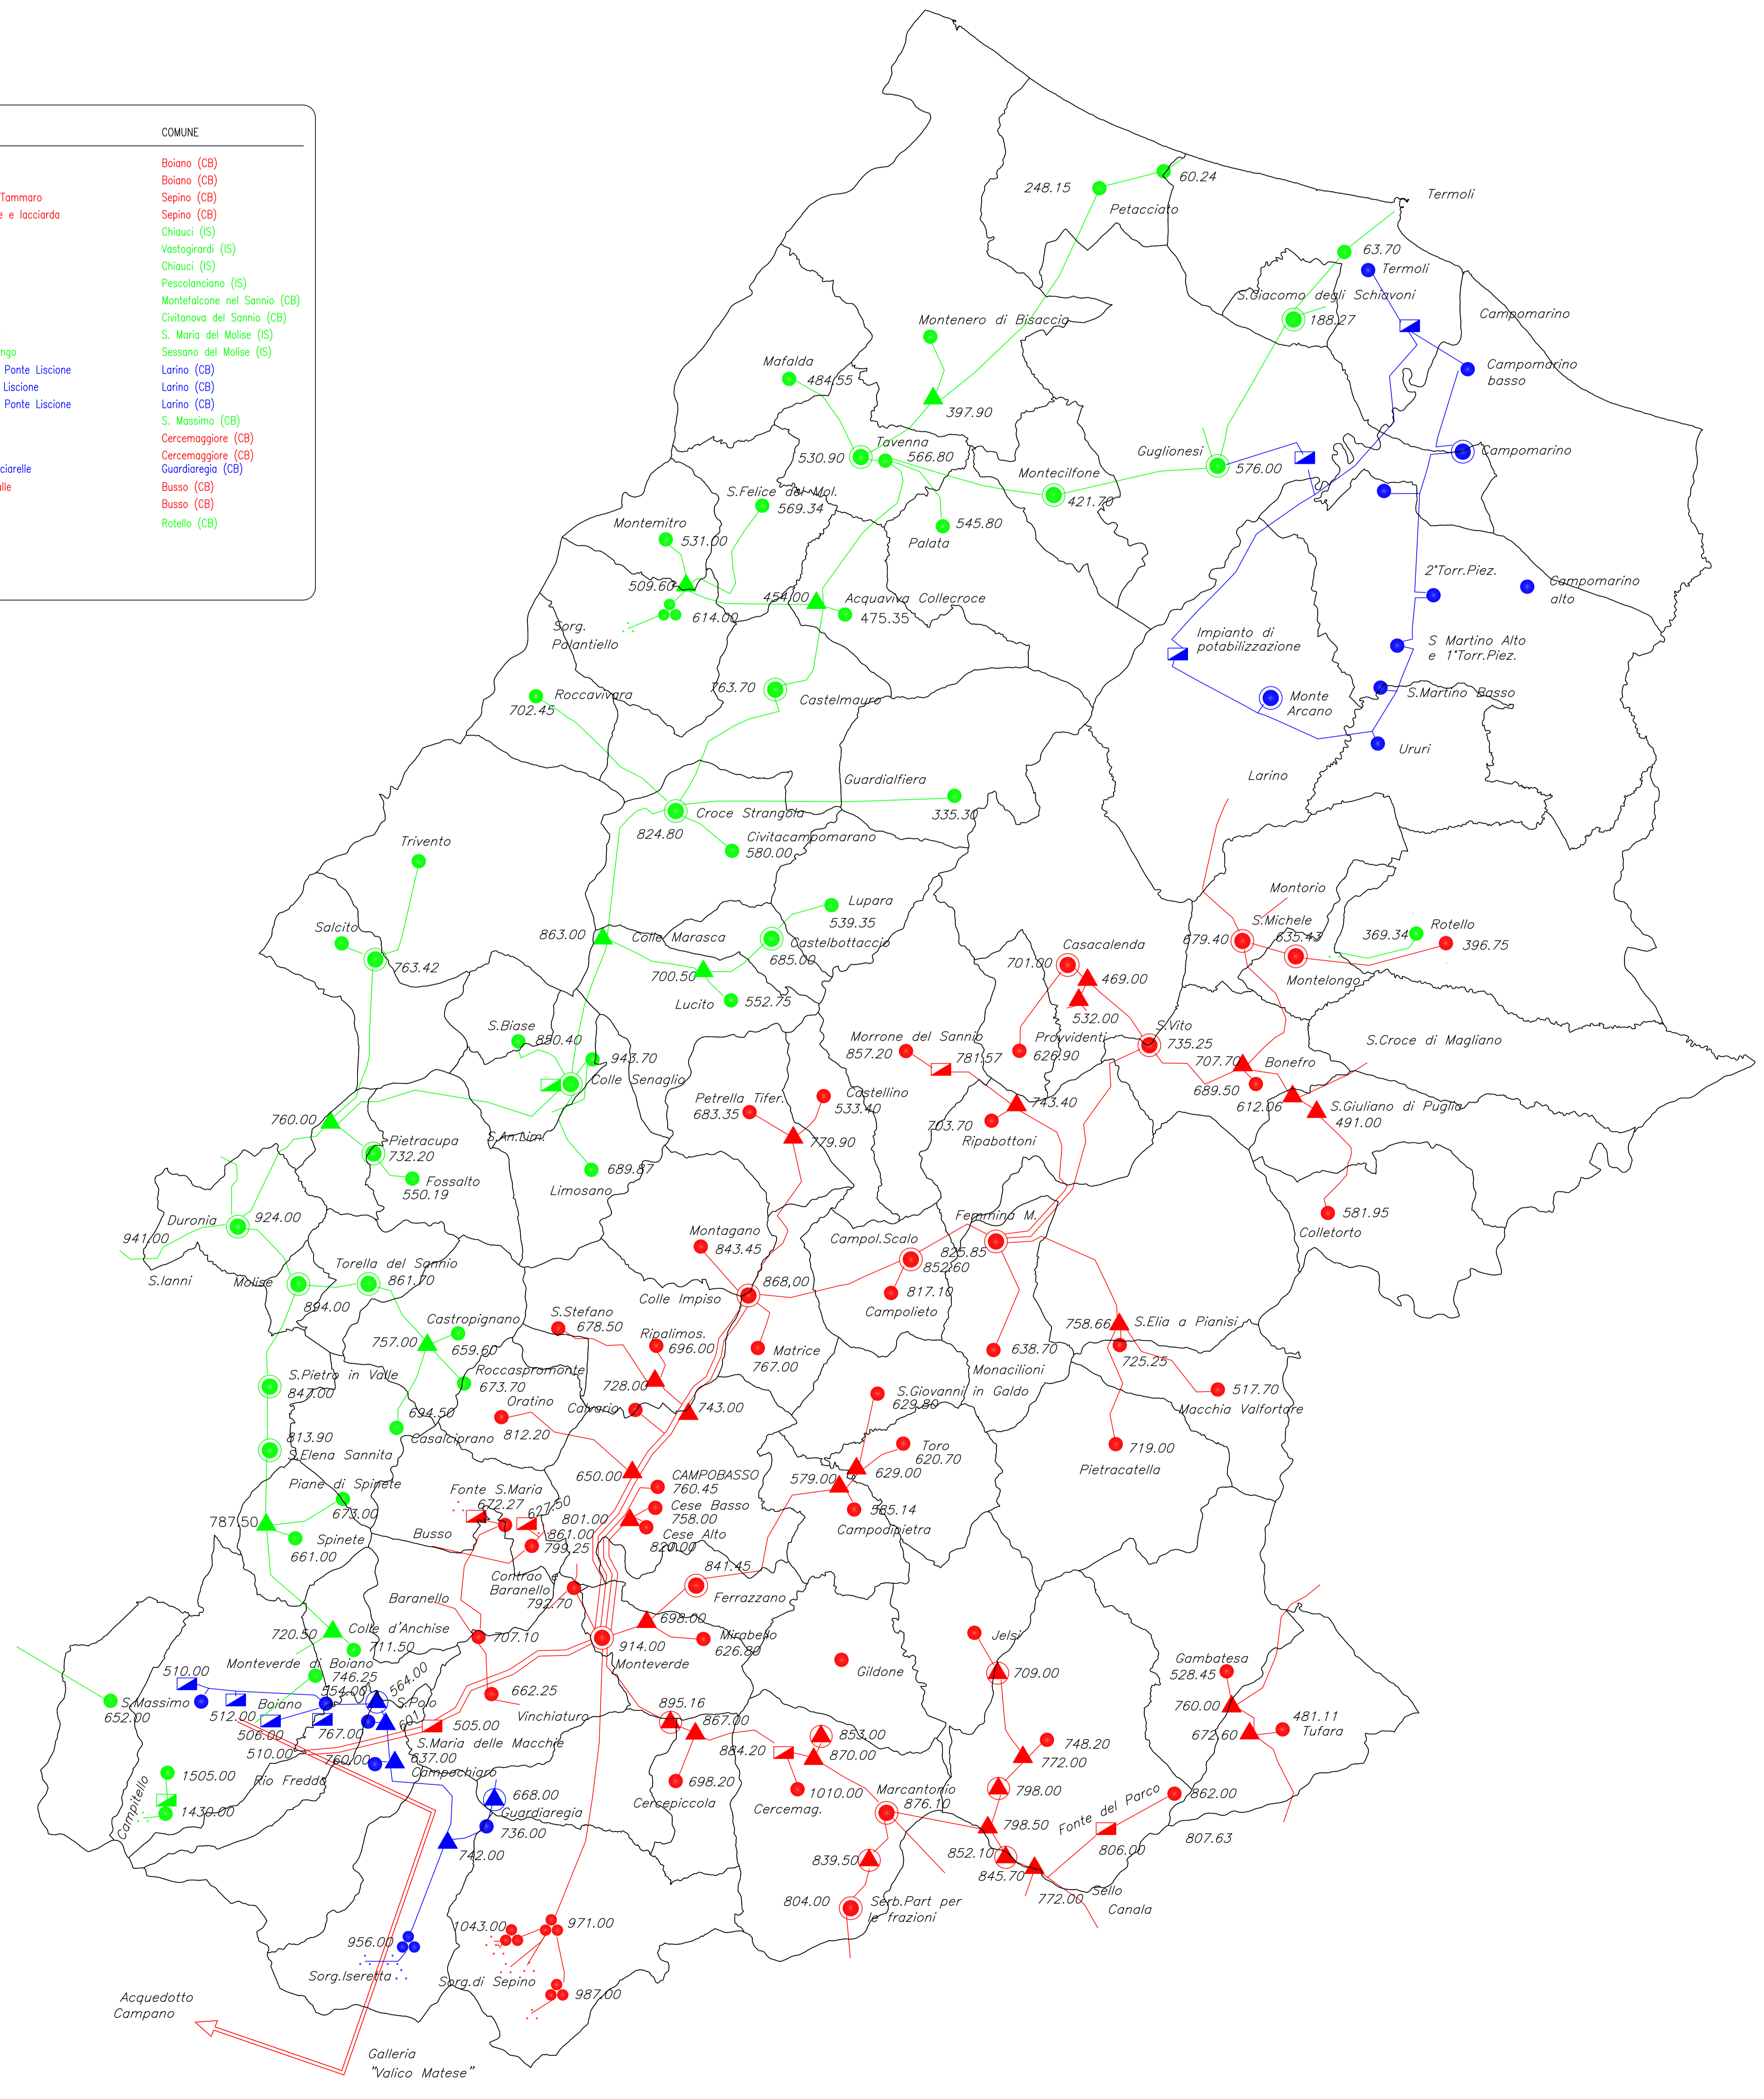 COMUNE
Boiano (CB)
Boiano (CB)
Tammaro Sepino (CB)
e e Iacciarda Sepino (CB)
Chiauci (IS)
Vastogirardi (IS)
Chiauci (IS)
Pescolanciano (IS)
Montefalcone nel Sannio (CB)
Civitanova del Sannio (CB)
S. Maria del Molise (IS)
ngo Sessano del Molise (IS)
Ponte Liscione Larino (CB)
Liscione Larino (CB)
Ponte Liscione Larino (CB)
S. Massimo (CB)
Cercemaggiore (CB)
Cercemaggiore (CB)
ciarelle Guardiaregia (CB)
alle Busso (CB)
Busso (CB)
Rotello (CB)
248.15
60.24
Petacciato
Termoli
63.70
Termoli
S.Giacomo degli Schiavoni
188.27
Campomarino
Montenero di Bisaccia
Mafalda
484.55
397.90
Campomarino
basso
Tavenna
530.90
566.80
Montecilfone
421.70
Guglionesi
576.00
Campomarino
S.Felice del Mol.
569.34
Montemitro
531.00
545.80
Palata
509.60
454.00
Acquaviva Collecroce
475.35
614.00
Sorg.
Palantiello
2°Torr.Piez.
Campomarino
alto
Impianto di
potabilizzazione
S Martino Alto
e 1°Torr.Piez.
S.Martino Basso
Monte
Arcano
Ururi
Roccavivara
702.45
763.70
Castelmauro
Guardialfiera
335.30
Larino
Croce Strangola
824.80
Civitacampomarano
580.00
Trivento
Salcito
763.42
Lupara
539.35
863.00
Colle Marasca
Castelbottaccio
685.00
700.50
Lucito
552.75
Montorio
S.Michele
679.40
635.43
Montelongo
369.34
Rotello
396.75
Casacalenda
701.00
469.00
532.00
S.Vito
735.25
Provvidenti
626.90
Morrone del Sannio
857.20
781.57
743.40
703.70
Ripabottoni
707.70
Bonefro
689.50
S.Croce di Magliano
612.06
S.Giuliano di Puglia
491.00
581.95
Colletorto
S.Biase
850.40
943.70
Colle Senaglio
760.00
S.An.Lim.
Pietracupa
732.20
Fossalto
550.19
689.87
Limosano
Petrella Tifer.
683.35
Castellino
533.40
779.90
Duronia
924.00
941.00
S.Ianni
Molise
894.00
Torella del Sannio
861.70
Montagano
843.45
868,00
Colle Impiso
Campol.Scalo
852.60
Femmina M.
825.85
817.10
Campolieto
638.70
Monacilioni
758.66
S.Elia a Pianisi
725.25
517.70
Macchia Valfortore
719.00
Pietracatella
Castropignano
659.60
757.00
Roccaspromonte
673.70
694.50
Casalciprano
S.Stefano
678.50
Ripalimos.
696.00
728.00
Matrice
767.00
S.Pietro in Valle
847.00
813.90
S.Elena Sannita
Oratino
812.20
Calvario
743.00
S.Giovanni in Galdo
629.80
Toro
620.70
629.00
579.00
585.14
Campodipietra
Piane di Spinete
673.00
787.50
Spinete
661.00
Fonte S.Maria
672.27
627.50
Busso
861.00
799.25
650.00
CAMPOBASSO
760.45
Cese Basso
758.00
801.00
Cese Alto
820.00
841.45
Ferrazzano
Contrao e
Baranello
792.70
Baranello
707.10
698.00
Mirabello
626.80
914.00
Monteverde
720.50
Colle d'Anchise
711.50
Monteverde di Boiano
746.25
510.00
S.Massimo
652.00
512.00
Boiano
554.00
564.00
S.Polo
601
506.00
767.00
510.00
760.00
637.00
Campochiaro
505.00
S.Maria delle Macchie
662.25
Vinchiaturo
Rio Freddo
Campitello
1505.00
1430.00
668.00
Guardiaregia
736.00
742.00
895.16
867.00
884.20
853.00
870.00
698.20
Cercepiccola
1010.00
Cercemag.
Gildone
Jelsi
709.00
748.20
772.00
798.00
Marcantonio
876.10
798.50
852.10
845.70
772.00
Sello
Canala
839.50
804.00
Serb.Part per
le frazioni
Gambatesa
528.45
760.00
481.11
Tufara
672.60
Fonte del Parco
862.00
806.00
807.63
956.00
Sorg.Iseretta
1043.00
971.00
Sorg.di Sepino
987.00
Acquedotto
Campano
Galleria
"Valico Matese"